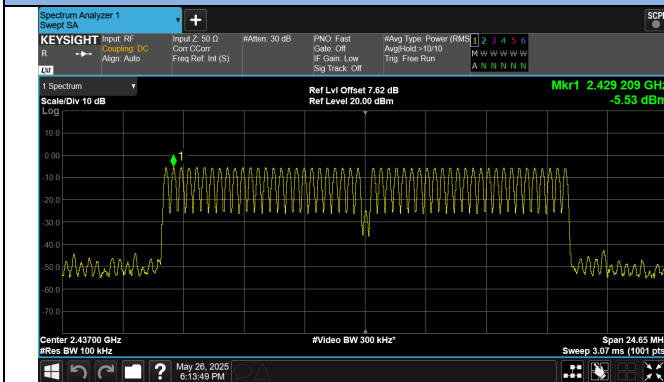 Spectrum Analyzer 1
Swept SA
+
KEYSIGHT
R
LXI
Input: RF
Coupling: DC
Align: Auto
Input Z: 50 Ω
Corr CCorr
Freq Ref: Int (S)
#Atten: 30 dB
PNO: Fast
Gate: Off
IF Gain: Low
Sig Track: Off
#Avg Type: Power (RMS
Avg|Hold:>10/10
Trig: Free Run
1 2 3 4 5 6
M W W W W W
A N N N N N
SCPI
1 Spectrum
Scale/Div 10 dB
Log
Ref Lvl Offset 7.62 dB
Ref Level 20.00 dBm
Mkr1 2.429 209 GHz
-5.53 dBm
10.0
0.00
-10.0
-20.0
-30.0
-40.0
-50.0
-60.0
-70.0
1
Center 2.43700 GHz
#Res BW 100 kHz
#Video BW 300 kHz*
Span 24.65 MH
Sweep 3.07 ms (1001 pts
?
May 26, 2025
6:13:49 PM